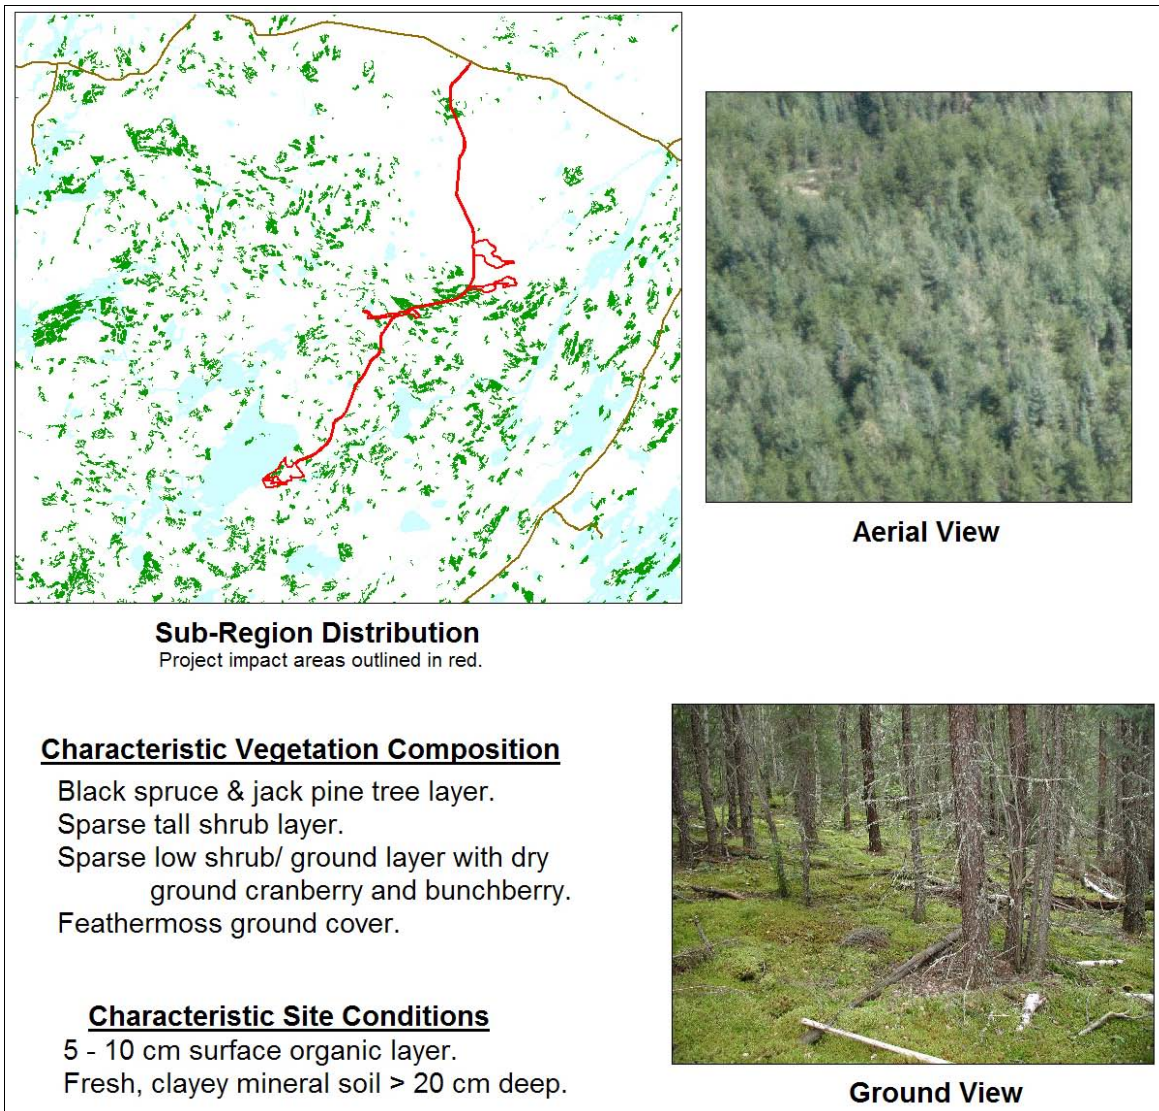 Aerial View
Sub-Region Distribution
Project impact areas outlined in red.
Characteristic Vegetation Composition
Black spruce & jack pine tree layer.
Sparse tall shrub layer.
Sparse low shrub/ ground layer with dry
ground cranberry and bunchberry.
Feathermoss ground cover.
Characteristic Site Conditions
5 - 10 cm surface organic layer.
Fresh, clayey mineral soil > 20 cm deep.
Ground View